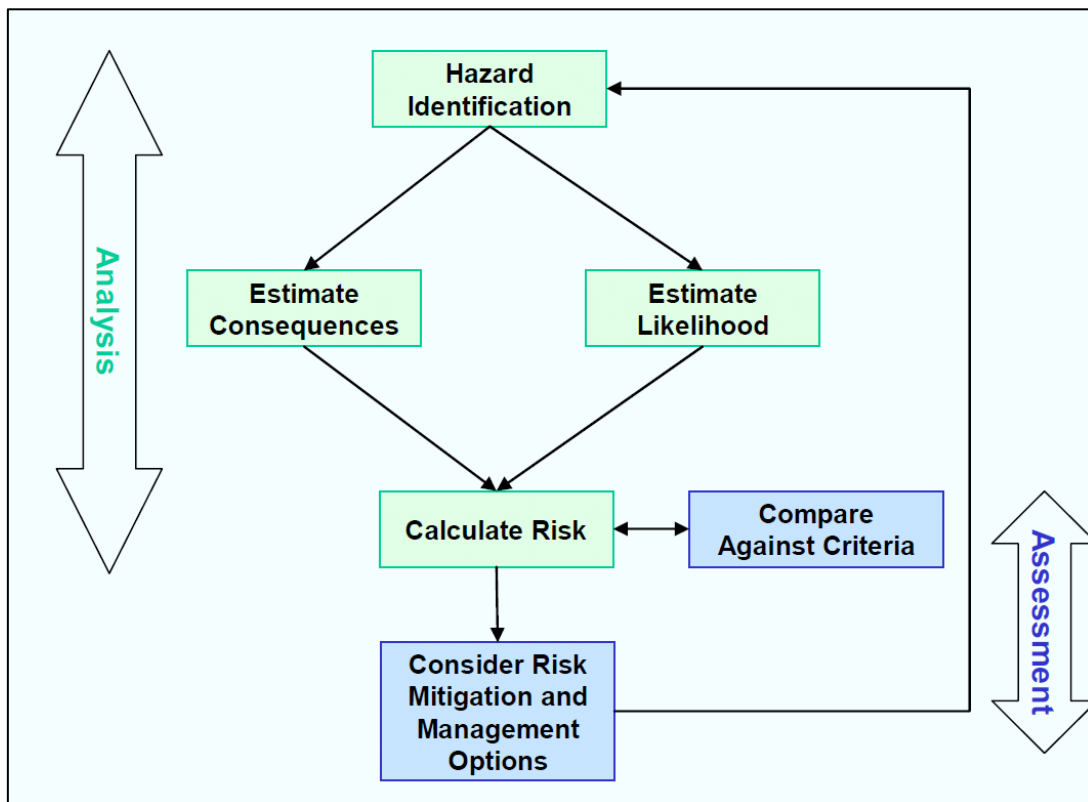 Hazard
Identification
Analysis
Estimate
Consequences
Estimate
Likelihood
Calculate Risk
Compare
Against Criteria
Assessment
Consider Risk
Mitigation and
Management
Options